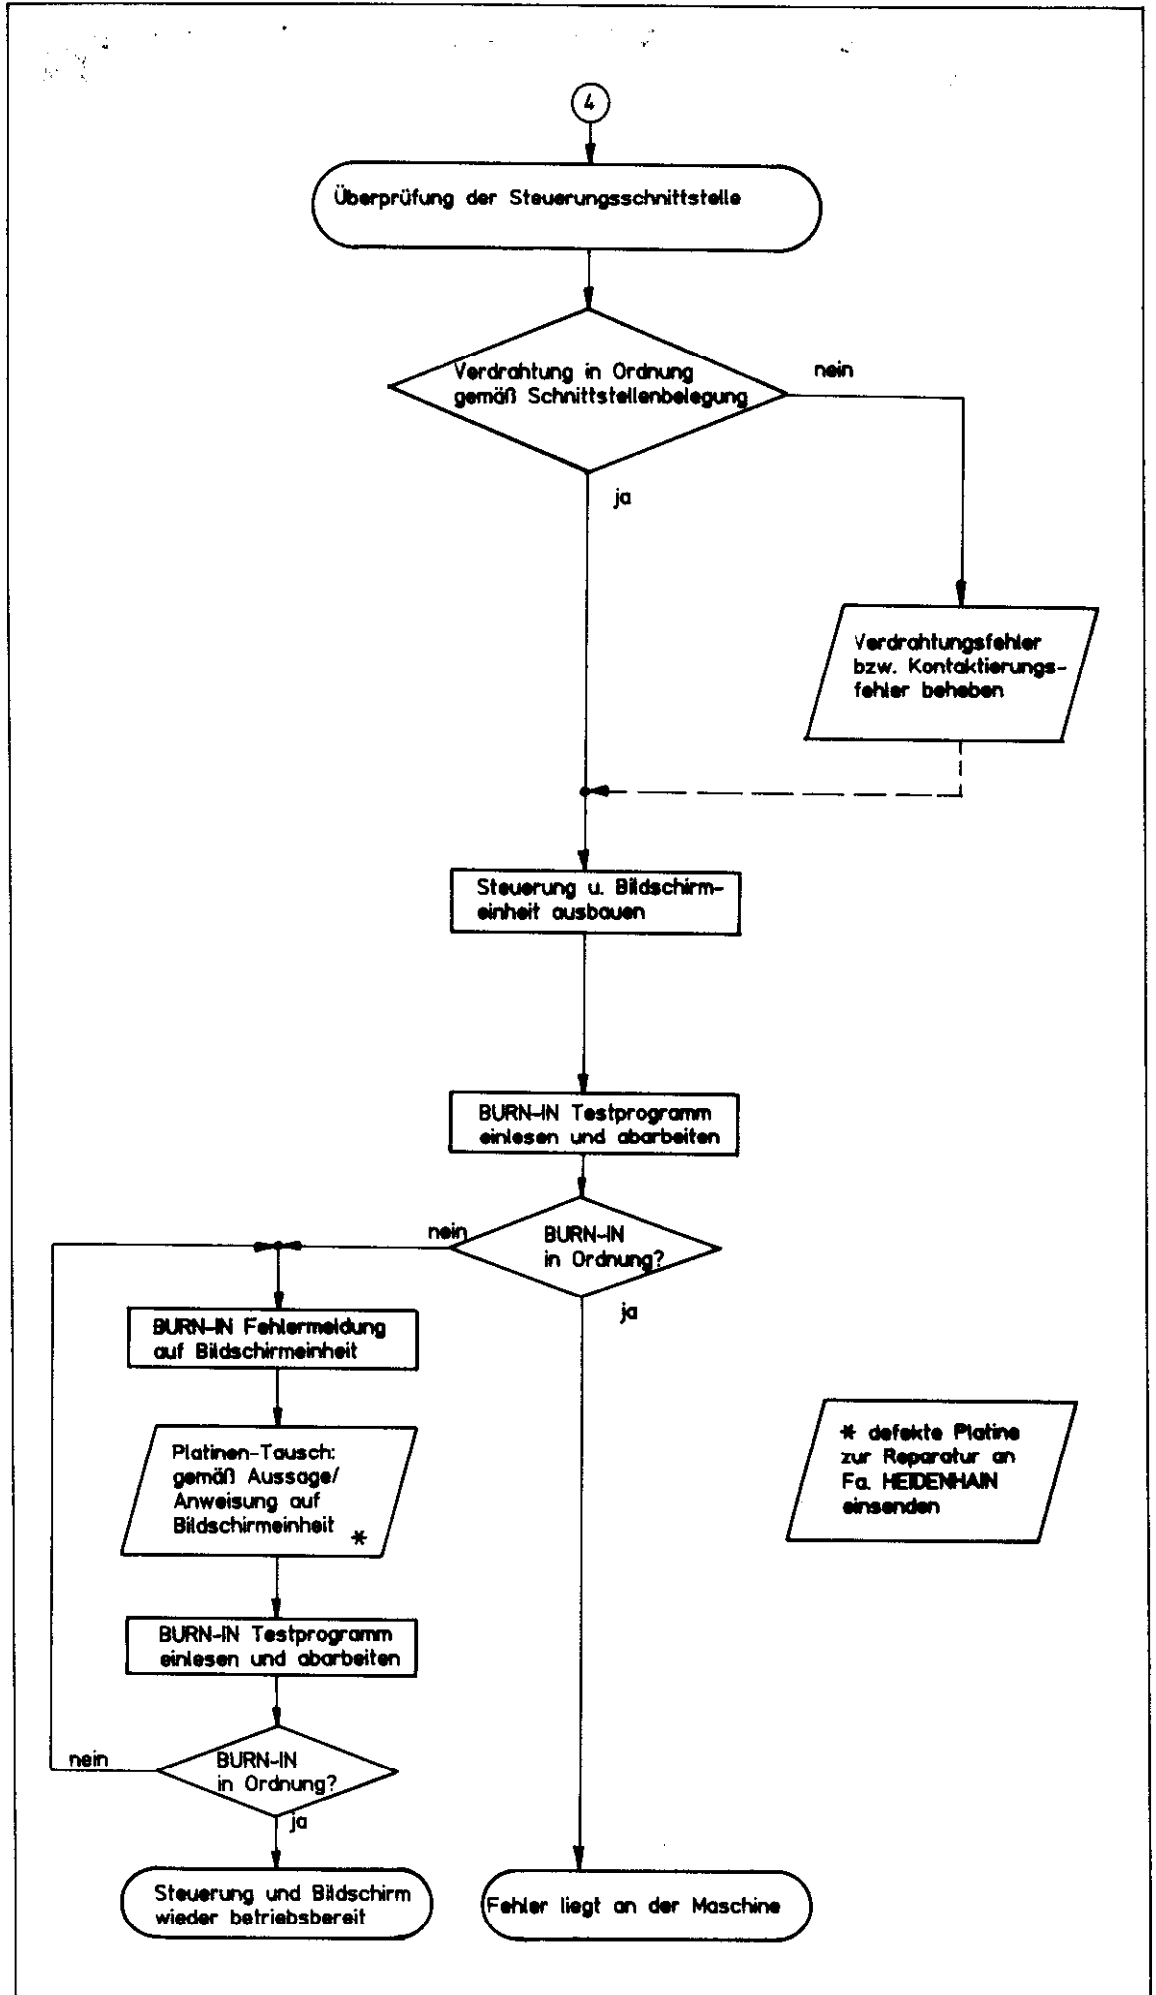 4
Überprüfung der Steuerungsschnittstelle
Verdrahtung in Ordnung
gemäß Schnittstellenbelegung
nein
ja
Verdrahtungsfehler
bzw. Kontaktierungs-
fehler beheben
Steuerung u. Bildschirm-
einheit ausbauen
BURN-IN Testprogramm
einlesen und abarbeiten
nein
BURN-IN
in Ordnung?
ja
BURN-IN Fehlermeldung
auf Bildschirmeinheit
Platinen-Tausch:
gemäß Aussage/
Anweisung auf
Bildschirmeinheit *
* defekte Platine
zur Reparatur an
Fa. HEIDENHAIN
einsenden
BURN-IN Testprogramm
einlesen und abarbeiten
nein
BURN-IN
in Ordnung?
ja
Steuerung und Bildschirm
wieder betriebsbereit
Fehler liegt an der Maschine